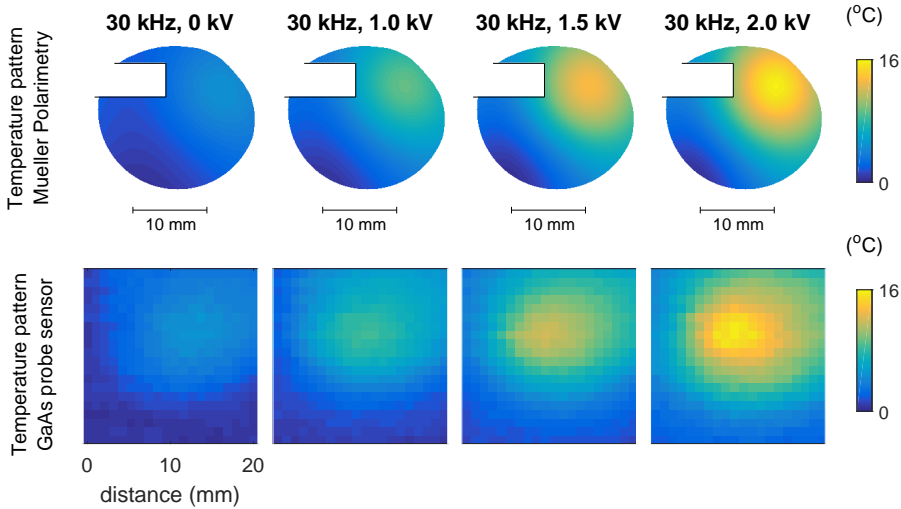 30 kHz, 0 kV 30 kHz, 1.0 kV 30 kHz, 1.5 kV 30 kHz, 2.0 kV (°C)
Temperature pattern
Mueller Polarimetry
16
0
10 mm 10 mm 10 mm 10 mm
(°C)
Temperature pattern
GaAs probe sensor
16
0
0 10 20
distance (mm)